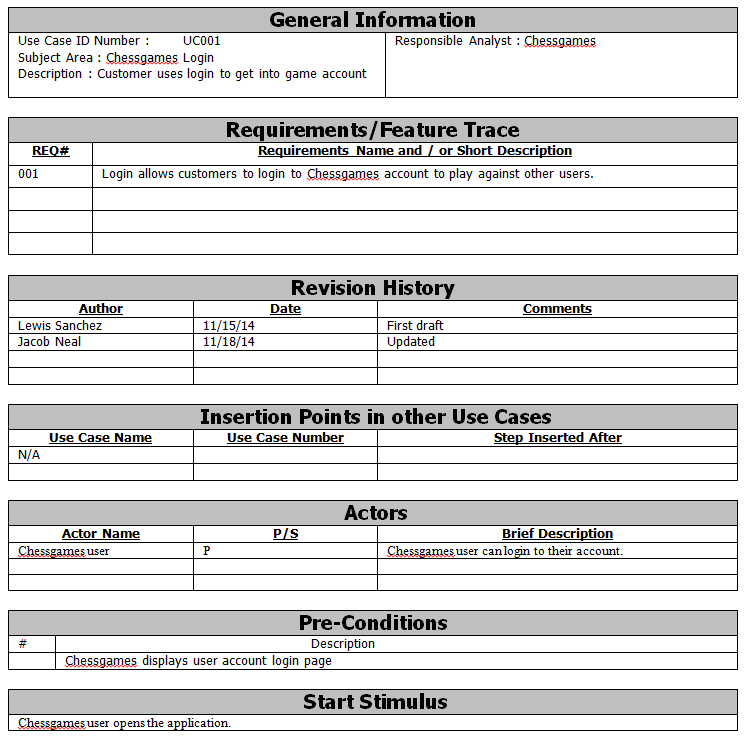 General Information
Use Case ID Number : UC001
Responsible Analyst : Chessgames
Subject Area : Chessgames Login
Description : Customer uses login to get into game account
Requirements/Feature Trace
REQ# Requirements Name and / or Short Description
001 Login allows customers to login to Chessgames account to play against other users.
Revision History
Author Date Comments
Lewis Sanchez 11/15/14 First draft
Jacob Neal 11/18/14 Updated
Insertion Points in other Use Cases
Use Case Name Use Case Number Step Inserted After
N/A
Actors
Actor Name P/S Brief Description
Chessgames user P Chessgames user can login to their account.
Pre-Conditions
# Description
Chessgames displays user account login page
Start Stimulus
Chessgames user opens the application.